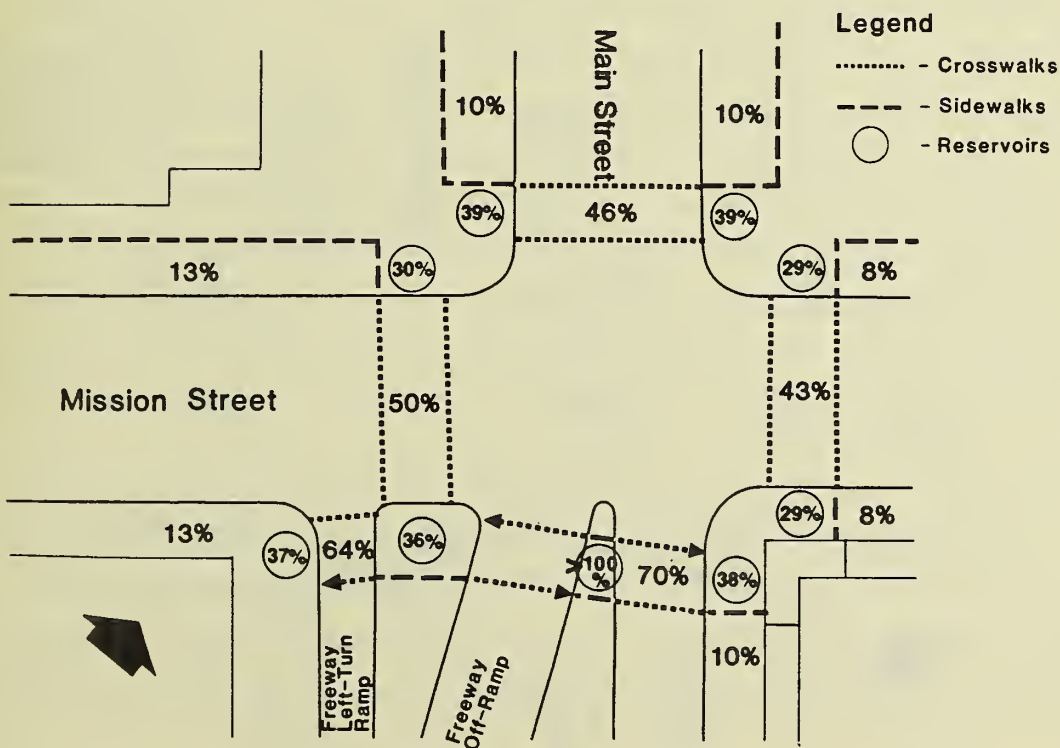 Legend
- Crosswalks
- Sidewalks
- Reservoirs
Main Street
10%
10%
39%
46%
39%
13%
30%
29%
8%
Mission Street
50%
43%
13%
37%
64%
36%
>100
%
70%
29%
8%
38%
10%
Freeway
Left-Turn
Ramp
Freeway
Off-Ramp